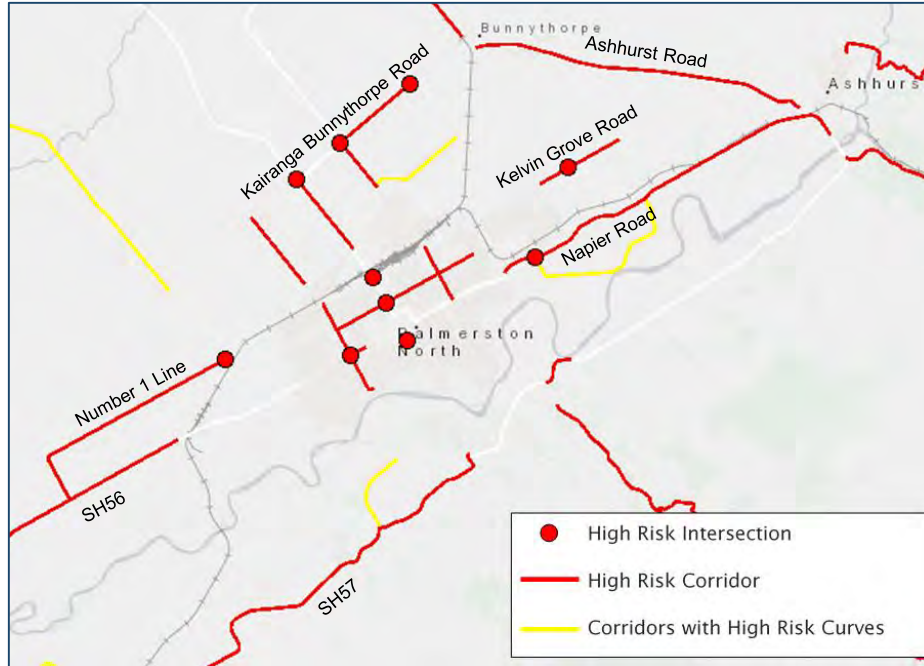 Bunnythorpe
Ashhurst Road
Ashhurs
Kairanga Bunnythorpe Road
Kelvin Grove Road
Napier Road
Palmerston
North
Number 1 Line
SH56
SH57
High Risk Intersection
High Risk Corridor
Corridors with High Risk Curves